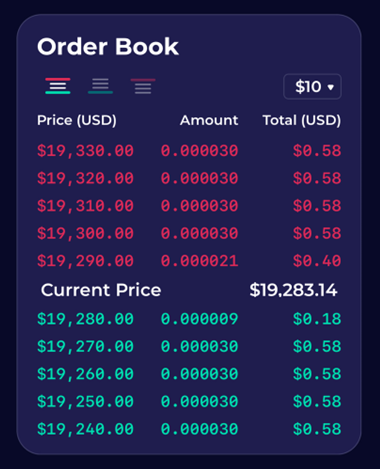 Order Book
$10
Price (USD) Amount Total (USD)
$19,330.00 0.000030 $0.58
$19,320.00 0.000030 $0.58
$19,310.00 0.000030 $0.58
$19,300.00 0.000030 $0.58
$19,290.00 0.000021 $0.40
Current Price $19,283.14
$19,280.00 0.000009 $0.18
$19,270.00 0.000030 $0.58
$19,260.00 0.000030 $0.58
$19,250.00 0.000030 $0.58
$19,240.00 0.000030 $0.58